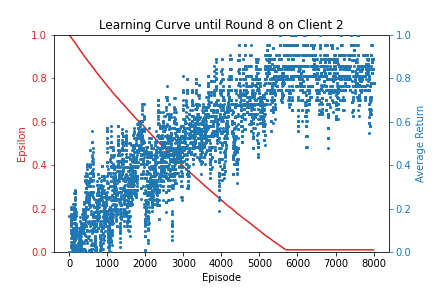 Learning Curve until Round 8 on Client 2
1.0 1.0
0.8 0.8
0.6 0.6
0.4 0.4
0.2 0.2
0.0 0.0
Epsilon
Average Return
0 1000 2000 3000 4000 5000 6000 7000 8000
Episode